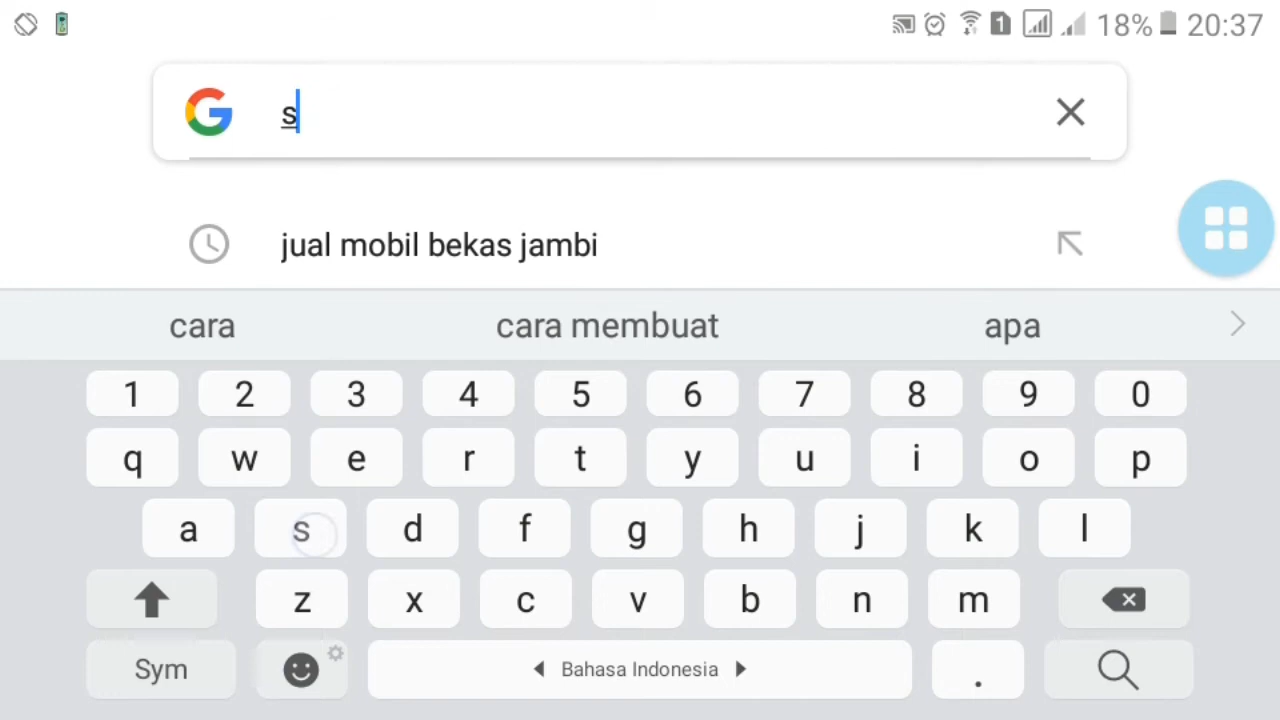 1 18% 20:37
s
jual mobil bekas jambi
cara cara membuat apa
1 2 3 4 5 6 7 8 9 0
q w e r t y u i o p
a s d f g h j k l
z x c v b n m
Sym Bahasa Indonesia .